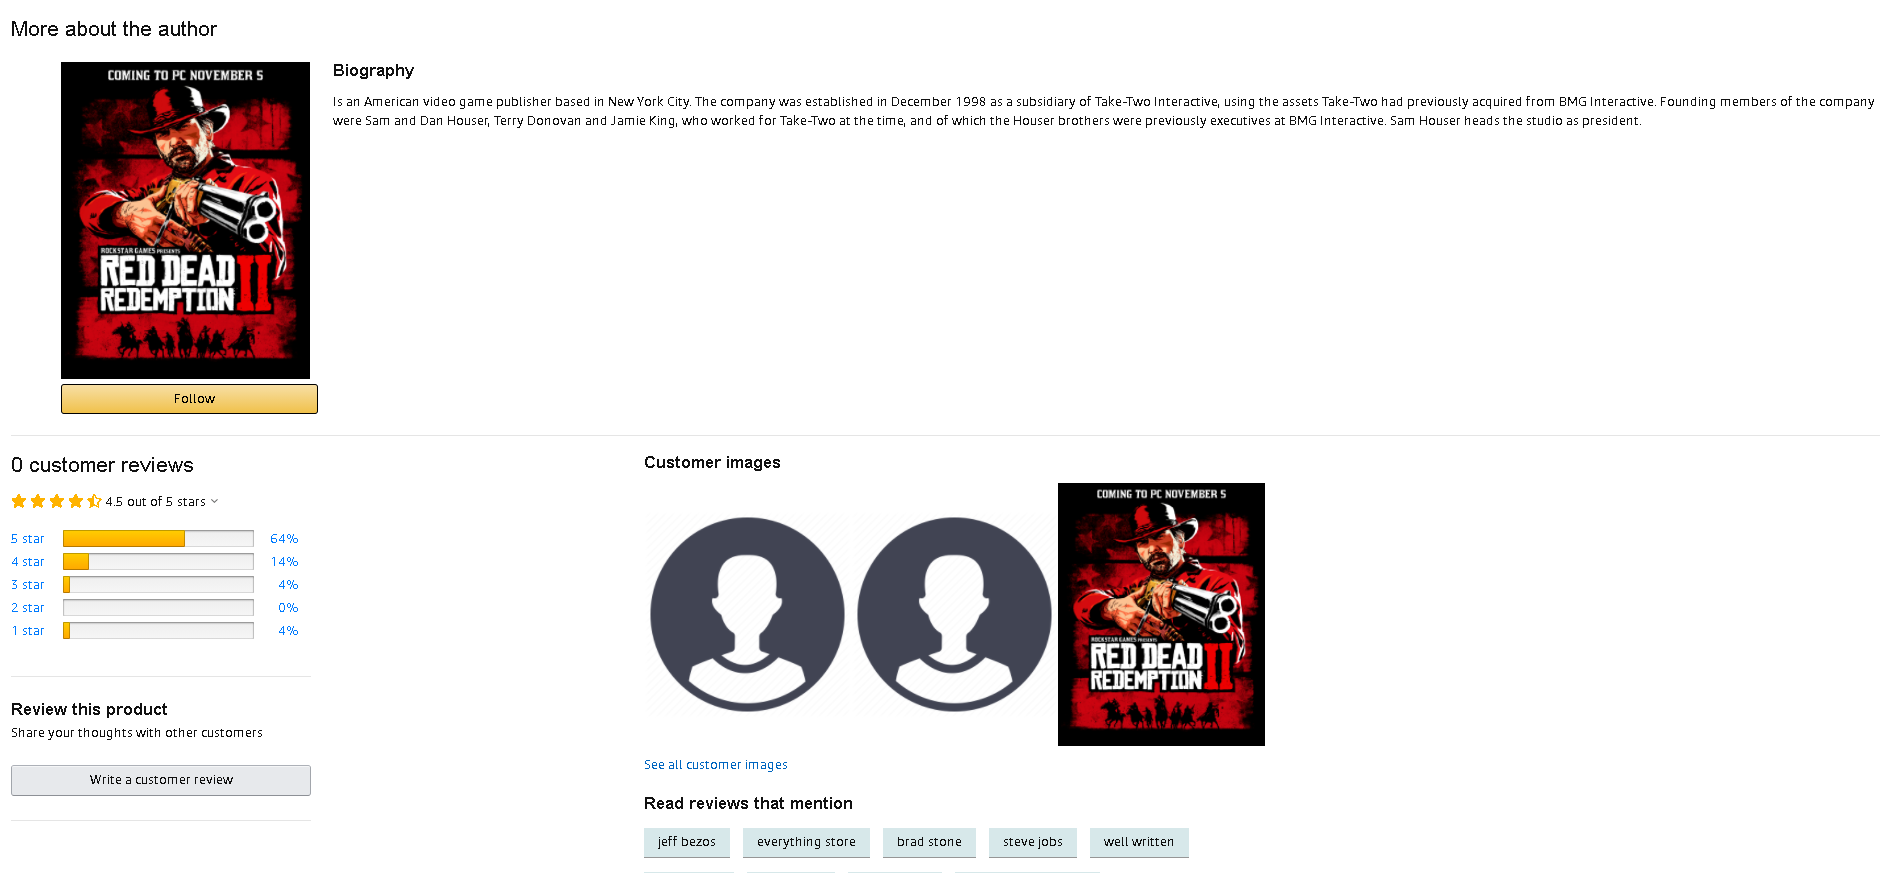 More about the author
COMING TO PC NOVEMBER 5
ROCKSTAR GAMES PRESENTS
RED DEAD
REDEMPTION II
Follow
Biography
Is an American video game publisher based in New York City. The company was established in December 1998 as a subsidiary of Take-Two Interactive, using the assets Take-Two had previously acquired from BMG Interactive. Founding members of the company
were Sam and Dan Houser, Terry Donovan and Jamie King, who worked for Take-Two at the time, and of which the Houser brothers were previously executives at BMG Interactive. Sam Houser heads the studio as president.
0 customer reviews
4.5 out of 5 stars
5 star 64%
4 star 14%
3 star 4%
2 star 0%
1 star 4%
Review this product
Share your thoughts with other customers
Write a customer review
Customer images
COMING TO PC NOVEMBER 5
ROCKSTAR GAMES PRESENTS
RED DEAD
REDEMPTION II
See all customer images
Read reviews that mention
jeff bezos everything store brad stone steve jobs well written